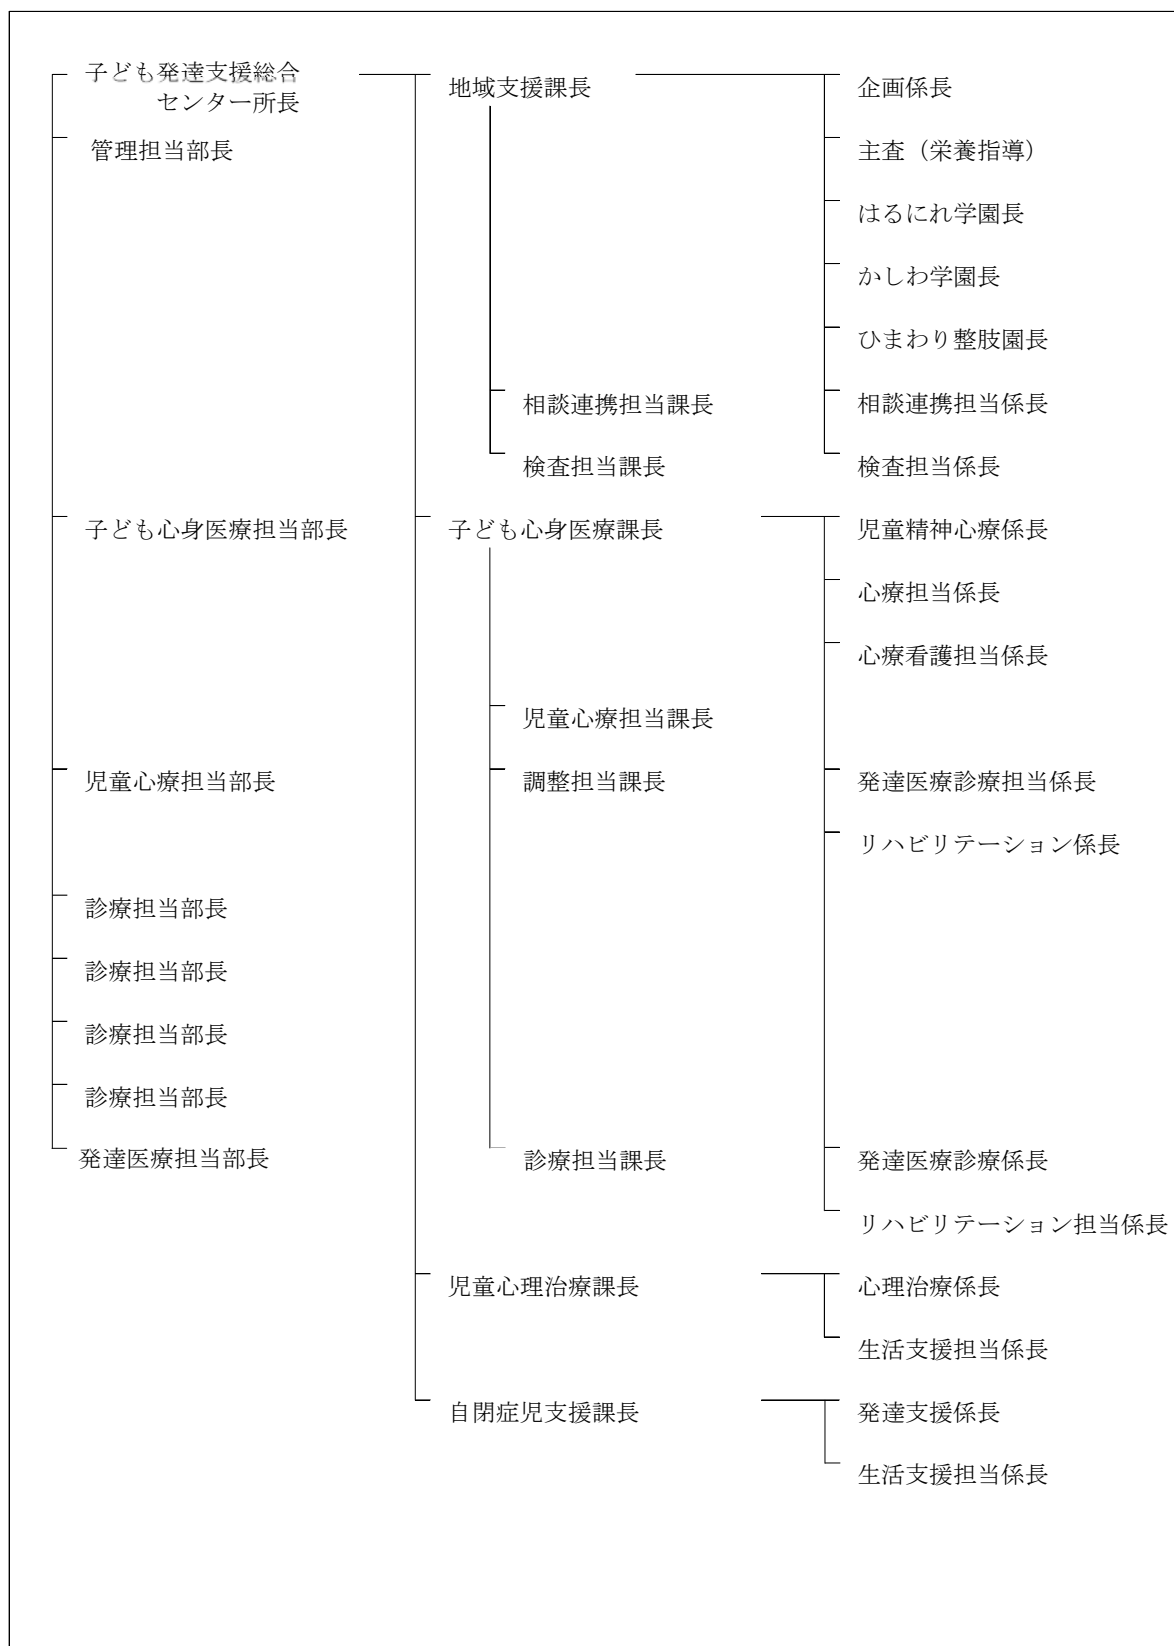 子ども発達支援総合
センター所長
地域支援課長
企画係長
管理担当部長
主査（栄養指導）
はるにれ学園長
かしわ学園長
ひまわり整肢園長
相談連携担当課長
相談連携担当係長
検査担当課長
検査担当係長
子ども心身医療担当部長
子ども心身医療課長
児童精神心療係長
心療担当係長
心療看護担当係長
児童心療担当課長
児童心療担当部長
調整担当課長
発達医療診療担当係長
リハビリテーション係長
診療担当部長
診療担当部長
診療担当部長
診療担当部長
発達医療担当部長
診療担当課長
発達医療診療係長
リハビリテーション担当係長
児童心理治療課長
心理治療係長
生活支援担当係長
自閉症児支援課長
発達支援係長
生活支援担当係長